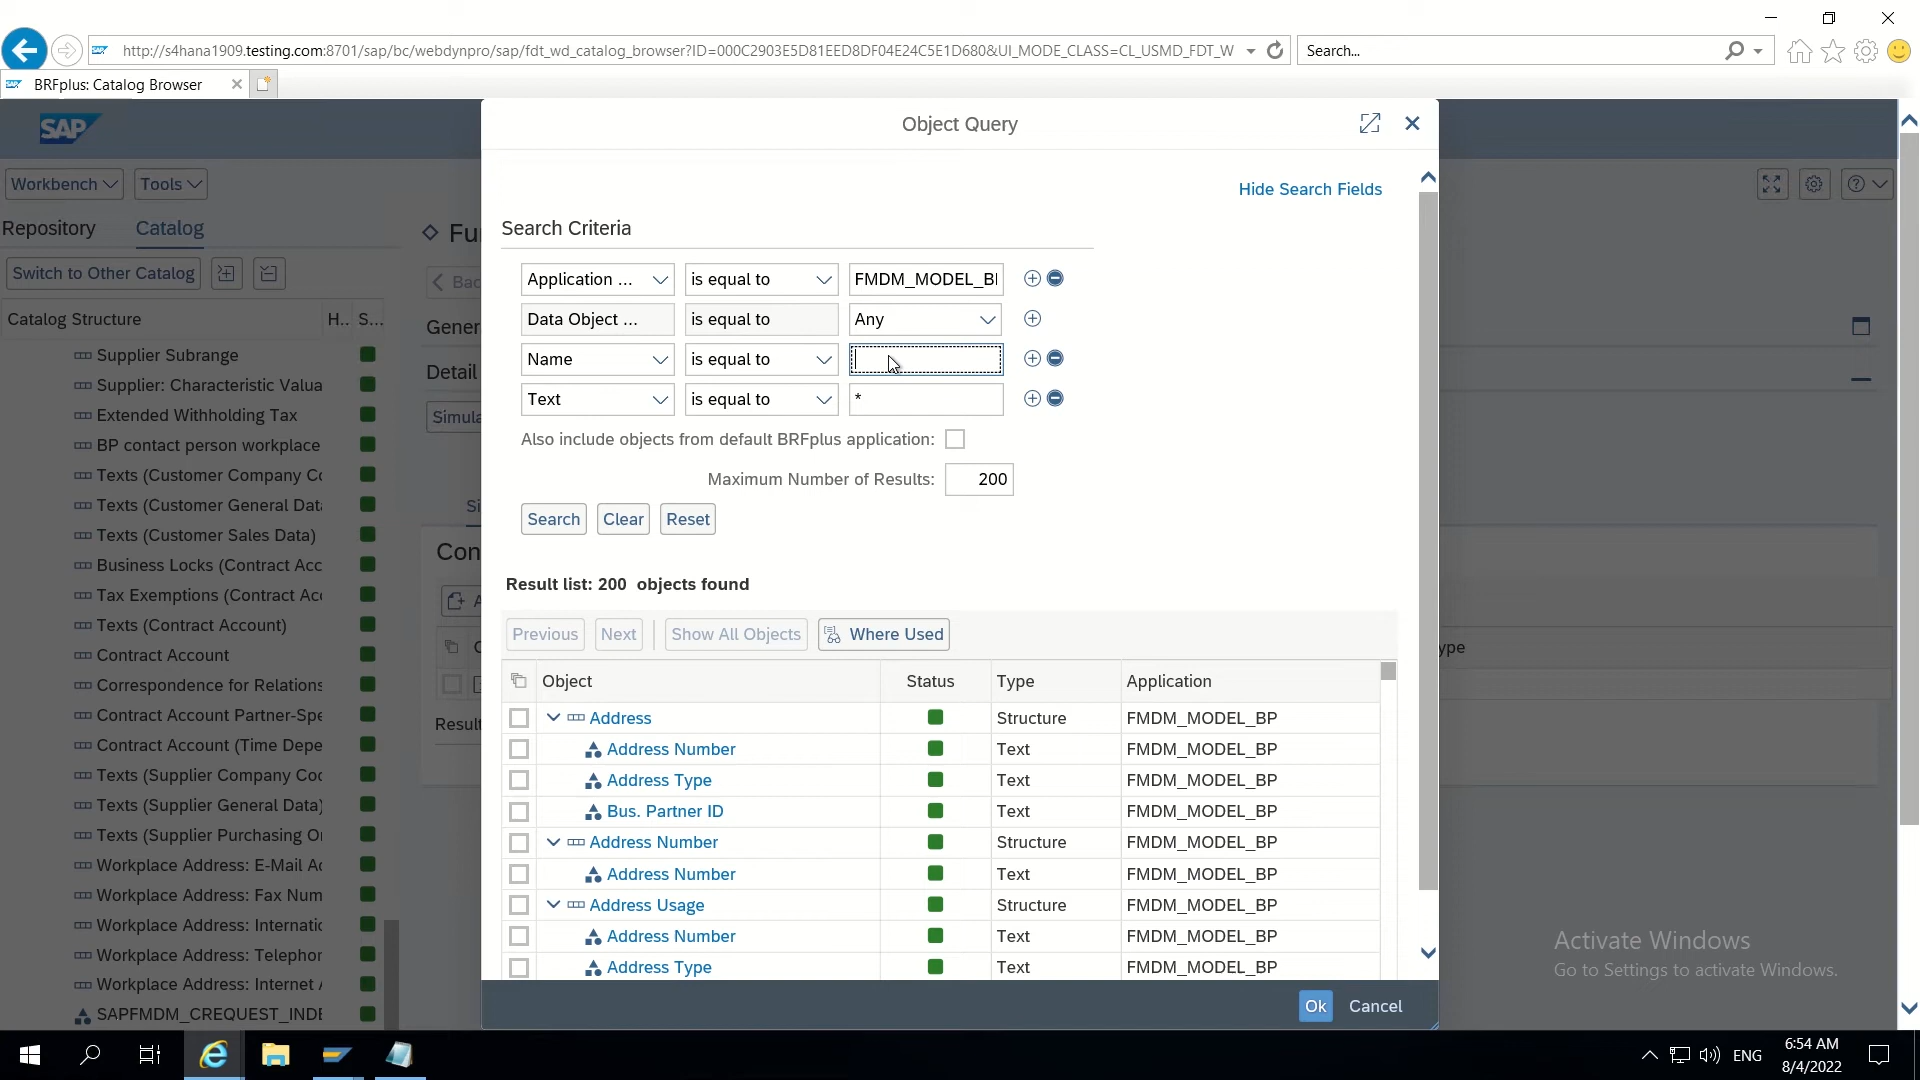 http://s4hana1909.testing.com:8701/sap/bc/webdynpro/sap/fdt_wd_catalog_browser?ID=000C2903E5D81EED8DF04E24C5E1D680&UI_MODE_CLASS=CL_USMD_FDT_W
Search...
BRFplus: Catalog Browser
SAP
Object Query
Workbench
Tools
Hide Search Fields
Repository
Catalog
Search Criteria
Switch to Other Catalog
Application ...
is equal to
FMDM_MODEL_B
Catalog Structure
H..
S...
Gener
Data Object ...
is equal to
Any
Supplier Subrange
Name
is equal to
Detail
Supplier: Characteristic Valua
Text
is equal to
*
Extended Withholding Tax
Simula
Also include objects from default BRFplus application:
BP contact person workplace
Texts (Customer Company Co
Maximum Number of Results:
200
Texts (Customer General Dat
Search
Clear
Reset
Texts (Customer Sales Data)
Con
Business Locks (Contract Acc
Result list: 200 objects found
Tax Exemptions (Contract Acc
Texts (Contract Account)
Previous
Next
Show All Objects
Where Used
Contract Account
ype
Object
Status
Type
Application
Correspondence for Relations
Contract Account Partner-Spe
Address
Structure
FMDM_MODEL_BP
Result
Contract Account (Time Depe
Address Number
Text
FMDM_MODEL_BP
Texts (Supplier Company Coc
Address Type
Text
FMDM_MODEL_BP
Texts (Supplier General Data)
Bus. Partner ID
Text
FMDM_MODEL_BP
Texts (Supplier Purchasing O
Address Number
Structure
FMDM_MODEL_BP
Workplace Address: E-Mail Ac
Address Number
Text
FMDM_MODEL_BP
Workplace Address: Fax Num
Address Usage
Structure
FMDM_MODEL_BP
Workplace Address: Internatic
Address Number
Text
FMDM_MODEL_BP
Activate Windows
Workplace Address: Telephor
Address Type
Text
FMDM_MODEL_BP
Go to Settings to activate Windows.
Workplace Address: Internet A
SAPFMDM_CREQUEST_INDE
Ok
Cancel
6:54 AM
ENG
8/4/2022